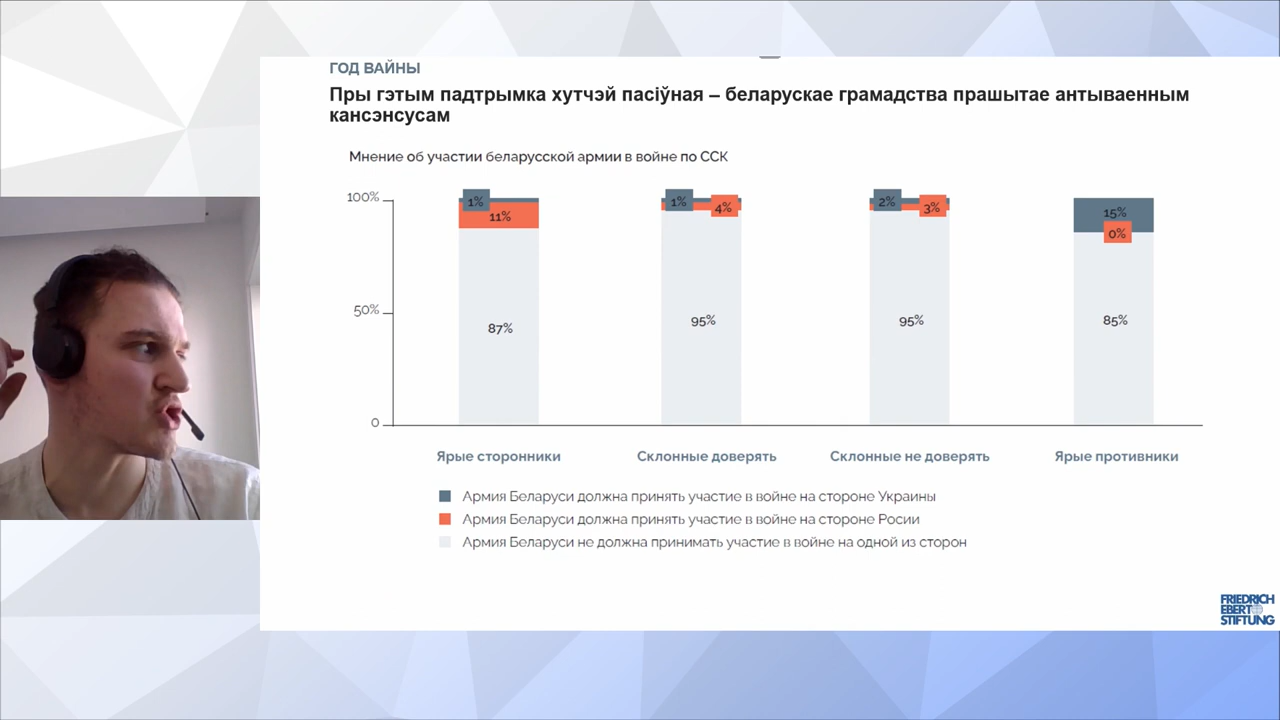 ГОД ВАЙНЫ
Пры гэтым падтрымка хутчэй пасіўная – беларускае грамадства прашытае антываенным
кансэнсусам
Мнение об участии беларусской армии в войне по ССК
100%
50%
0
1%
11%
87%
1%
4%
95%
2%
3%
95%
15%
0%
85%
Ярые сторонники
Склонные доверять
Склонные не доверять
Ярые противники
Армия Беларуси должна принять участие в войне на стороне Украины
Армия Беларуси должна принять участие в войне на стороне Росии
Армия Беларуси не должна принимать участие в войне на одной из сторон
FRIEDRICH
EBERT
STIFTUNG